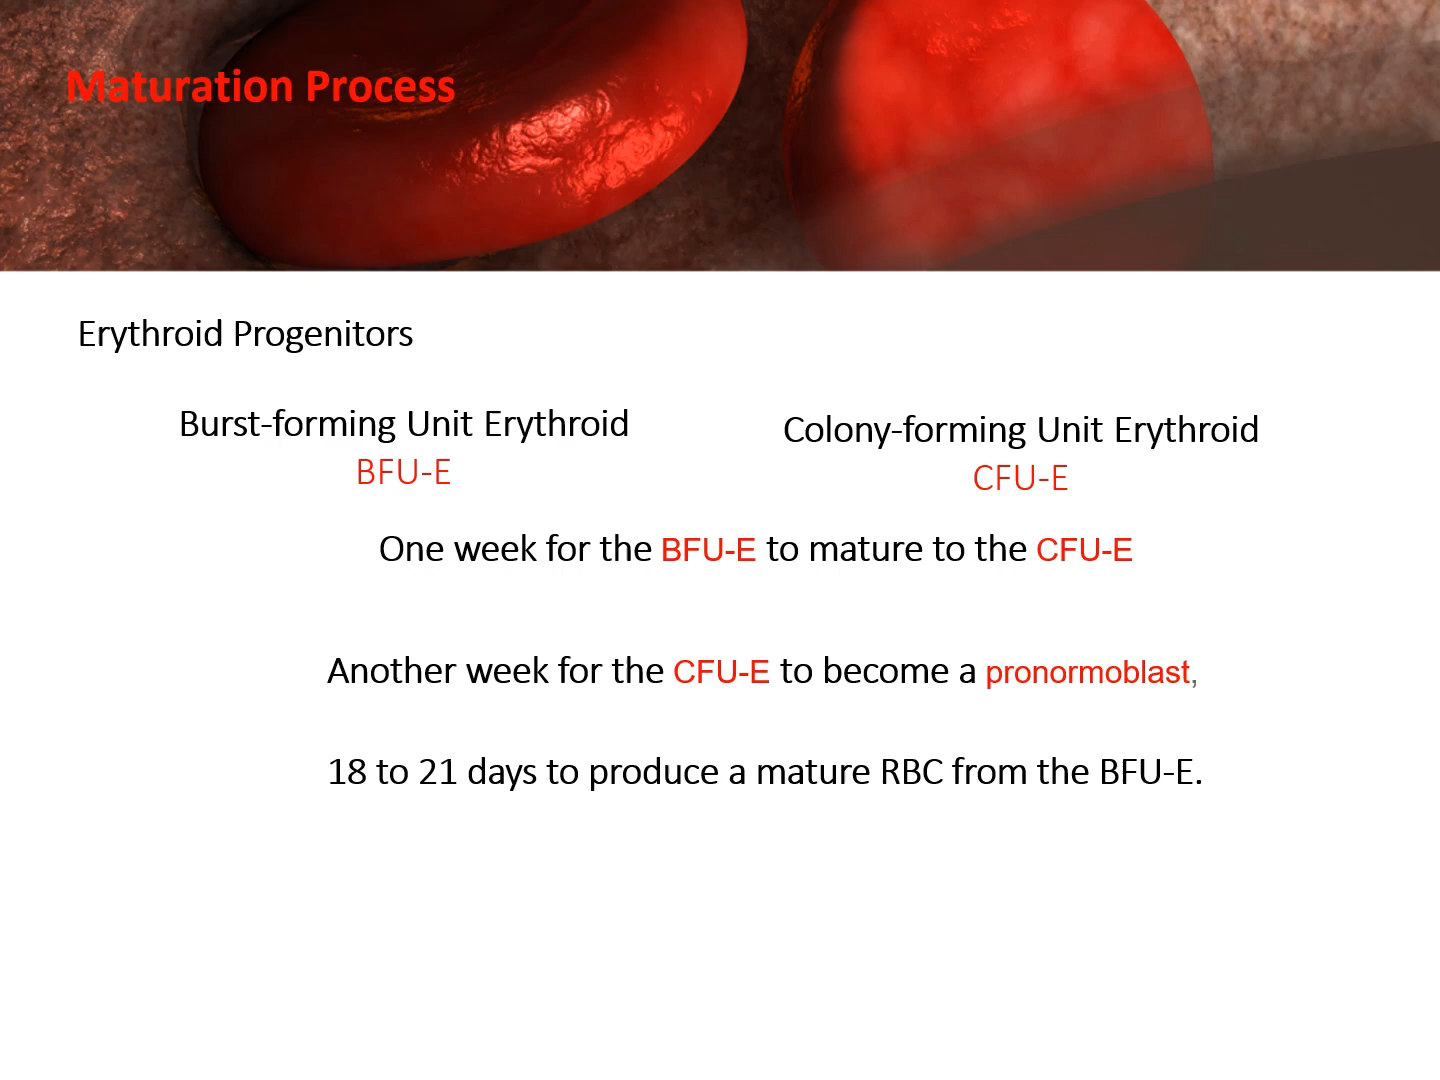 Maturation Process
Erythroid Progenitors
Burst-forming Unit Erythroid
BFU-E
Colony-forming Unit Erythroid
CFU-E
One week for the BFU-E to mature to the CFU-E
Another week for the CFU-E to become a pronormoblast,
18 to 21 days to produce a mature RBC from the BFU-E.